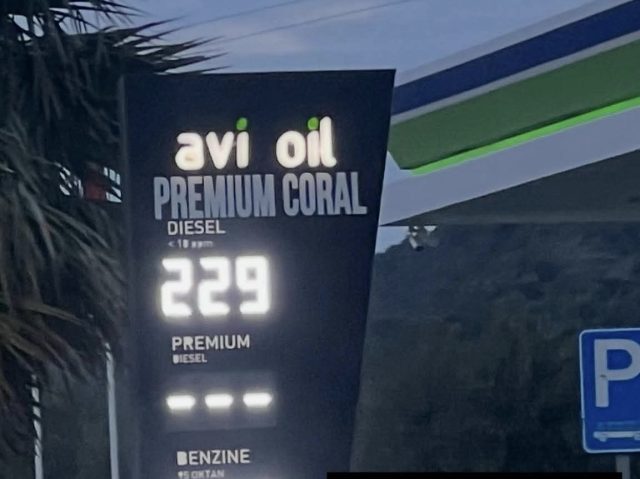 avi oil
PREMIUM CORAL
DIESEL
< 10 ppm
229
PREMIUM
DIESEL
---
BENZINE
95 OKTAN
P